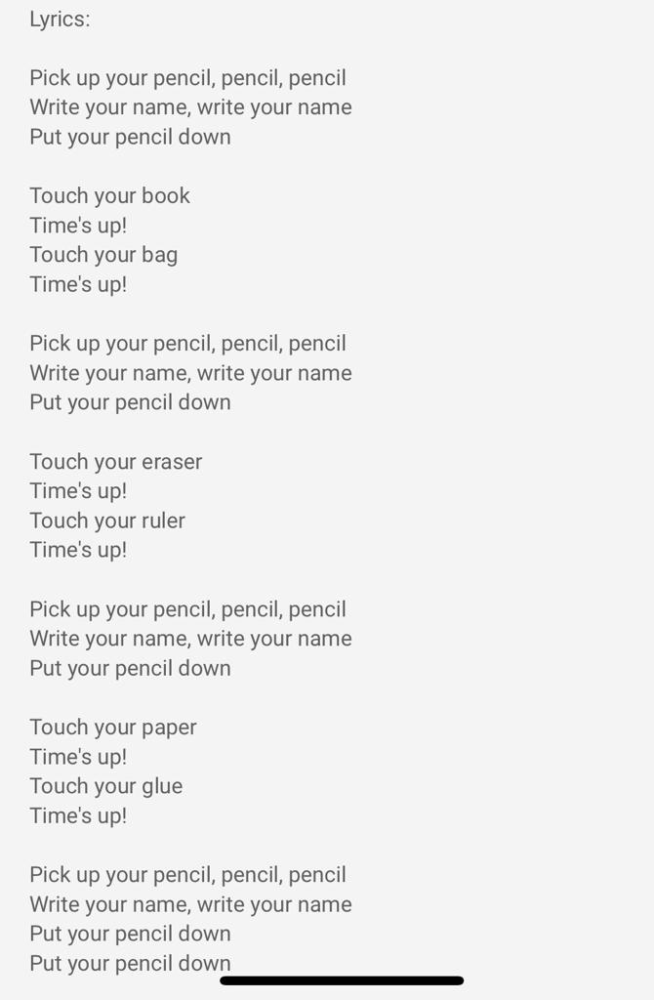 Lyrics:
Pick up your pencil, pencil, pencil
Write your name, write your name
Put your pencil down
Touch your book
Time's up!
Touch your bag
Time's up!
Pick up your pencil, pencil, pencil
Write your name, write your name
Put your pencil down
Touch your eraser
Time's up!
Touch your ruler
Time's up!
Pick up your pencil, pencil, pencil
Write your name, write your name
Put your pencil down
Touch your paper
Time's up!
Touch your glue
Time's up!
Pick up your pencil, pencil, pencil
Write your name, write your name
Put your pencil down
Put your pencil down